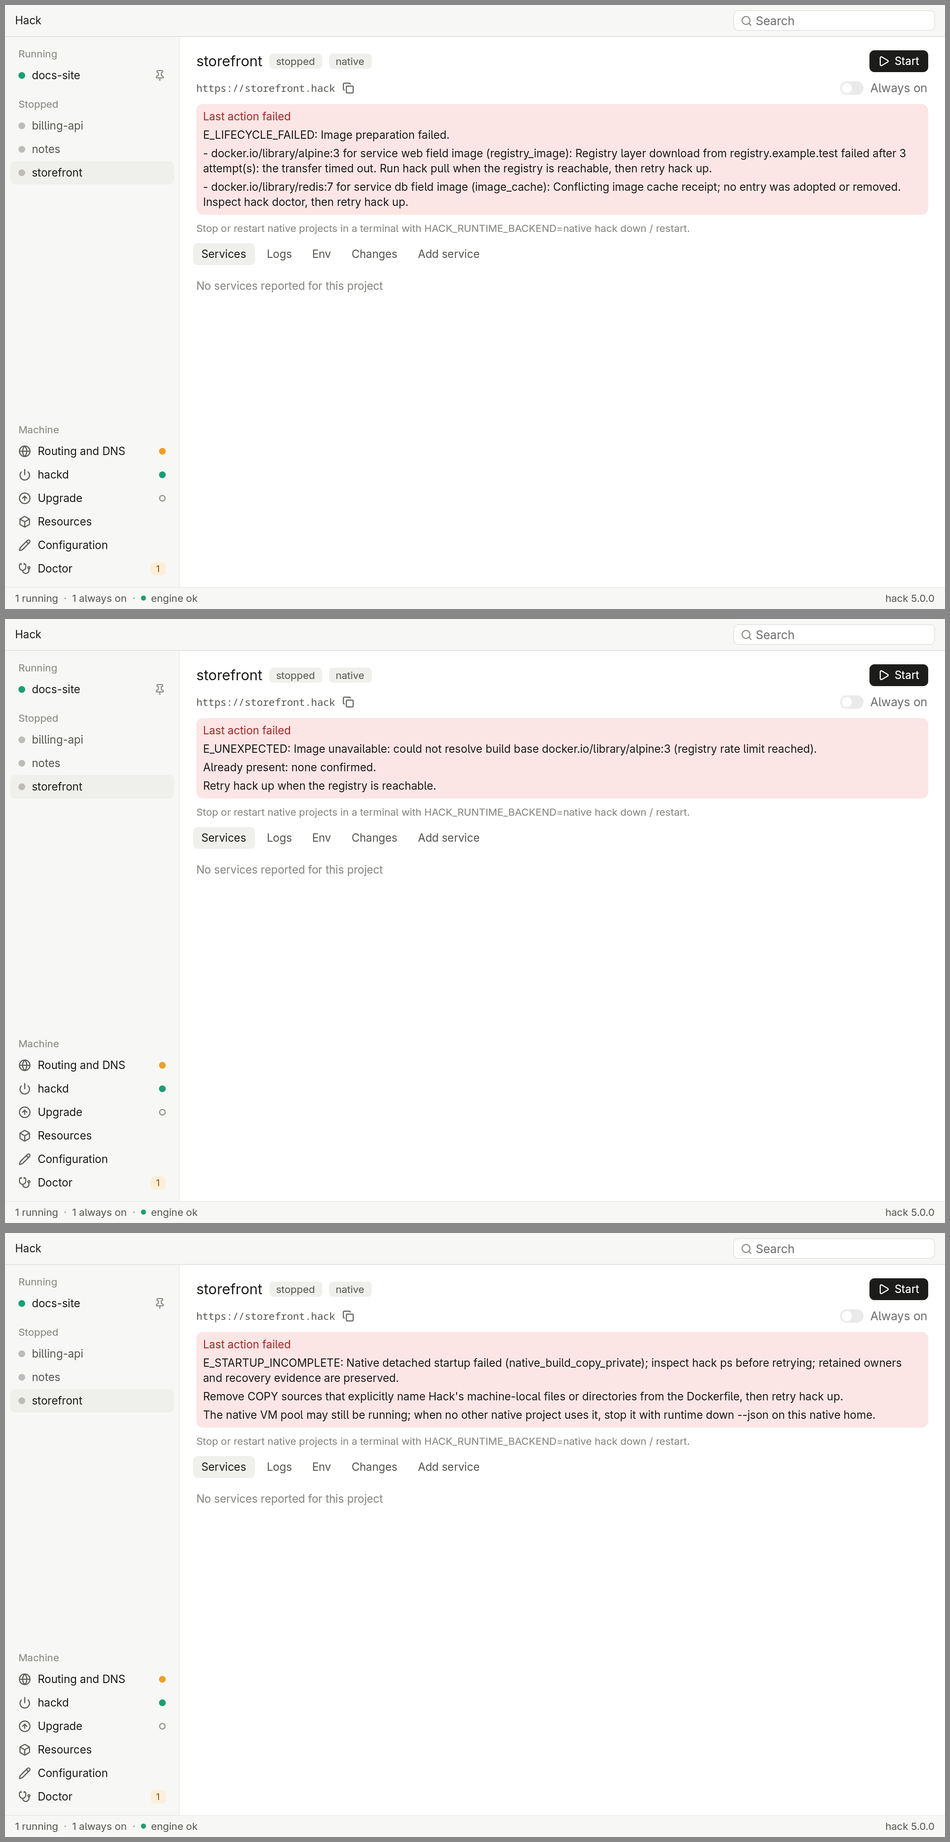 Hack
Search
Running
docs-site
Stopped
billing-api
notes
storefront
Machine
Routing and DNS
hackd
Upgrade
Resources
Configuration
Doctor 1
storefront stopped native
Start
https://storefront.hack
Always on
Last action failed
E_LIFECYCLE_FAILED: Image preparation failed.
- docker.io/library/alpine:3 for service web field image (registry_image): Registry layer download from registry.example.test failed after 3
attempt(s): the transfer timed out. Run hack pull when the registry is reachable, then retry hack up.
- docker.io/library/redis:7 for service db field image (image_cache): Conflicting image cache receipt; no entry was adopted or removed.
Inspect hack doctor, then retry hack up.
Stop or restart native projects in a terminal with HACK_RUNTIME_BACKEND=native hack down / restart.
Services Logs Env Changes Add service
No services reported for this project
1 running · 1 always on · engine ok
hack 5.0.0
Hack
Search
Running
docs-site
Stopped
billing-api
notes
storefront
Machine
Routing and DNS
hackd
Upgrade
Resources
Configuration
Doctor 1
storefront stopped native
Start
https://storefront.hack
Always on
Last action failed
E_UNEXPECTED: Image unavailable: could not resolve build base docker.io/library/alpine:3 (registry rate limit reached).
Already present: none confirmed.
Retry hack up when the registry is reachable.
Stop or restart native projects in a terminal with HACK_RUNTIME_BACKEND=native hack down / restart.
Services Logs Env Changes Add service
No services reported for this project
1 running · 1 always on · engine ok
hack 5.0.0
Hack
Search
Running
docs-site
Stopped
billing-api
notes
storefront
Machine
Routing and DNS
hackd
Upgrade
Resources
Configuration
Doctor 1
storefront stopped native
Start
https://storefront.hack
Always on
Last action failed
E_STARTUP_INCOMPLETE: Native detached startup failed (native_build_copy_private); inspect hack ps before retrying; retained owners
and recovery evidence are preserved.
Remove COPY sources that explicitly name Hack's machine-local files or directories from the Dockerfile, then retry hack up.
The native VM pool may still be running; when no other native project uses it, stop it with runtime down --json on this native home.
Stop or restart native projects in a terminal with HACK_RUNTIME_BACKEND=native hack down / restart.
Services Logs Env Changes Add service
No services reported for this project
1 running · 1 always on · engine ok
hack 5.0.0